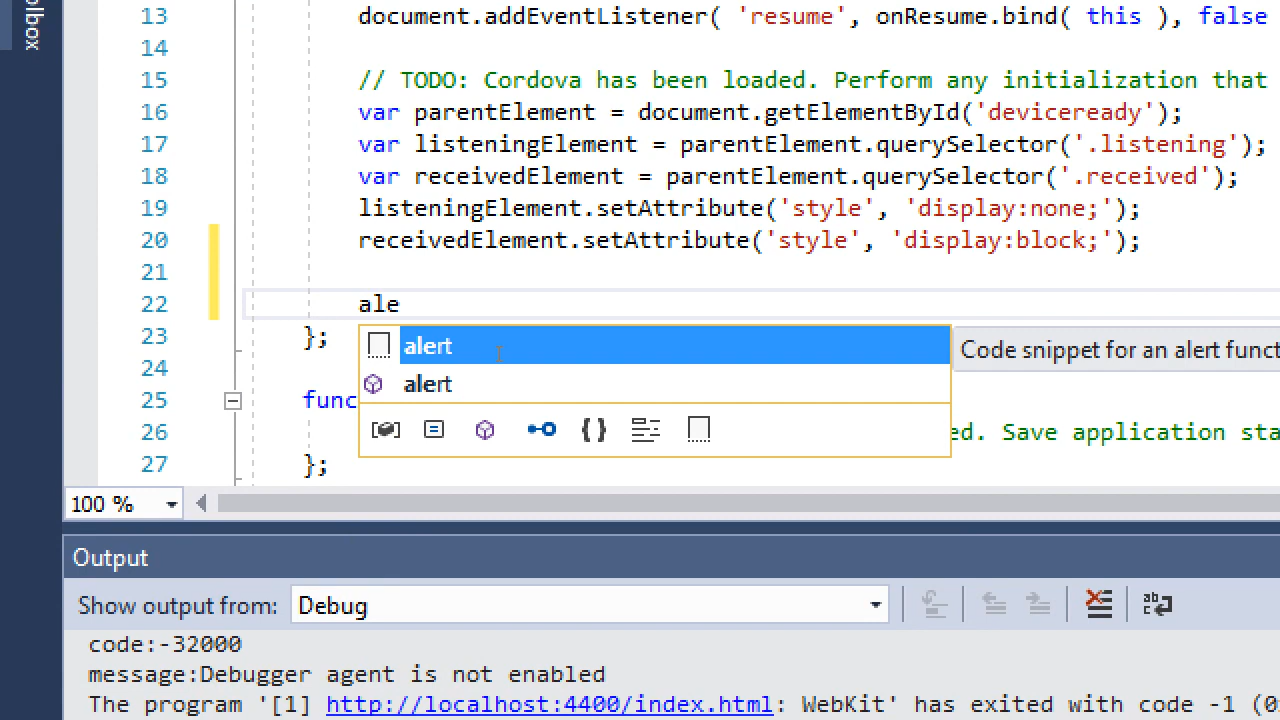 olbox
13 document.addEventListener( 'resume', onResume.bind( this ), false
14
15 // TODO: Cordova has been loaded. Perform any initialization that
16 var parentElement = document.getElementById('deviceready');
17 var listeningElement = parentElement.querySelector('.listening');
18 var receivedElement = parentElement.querySelector('.received');
19 listeningElement.setAttribute('style', 'display:none;');
20 receivedElement.setAttribute('style', 'display:block;');
21
22 ale
23 };
alert Code snippet for an alert funct
24
alert
25 func
26 ed. Save application sta
27 };
100 %
Output
Show output from: Debug
code:-32000
message:Debugger agent is not enabled
The program '[1] http://localhost:4400/index.html: WebKit' has exited with code -1 (0